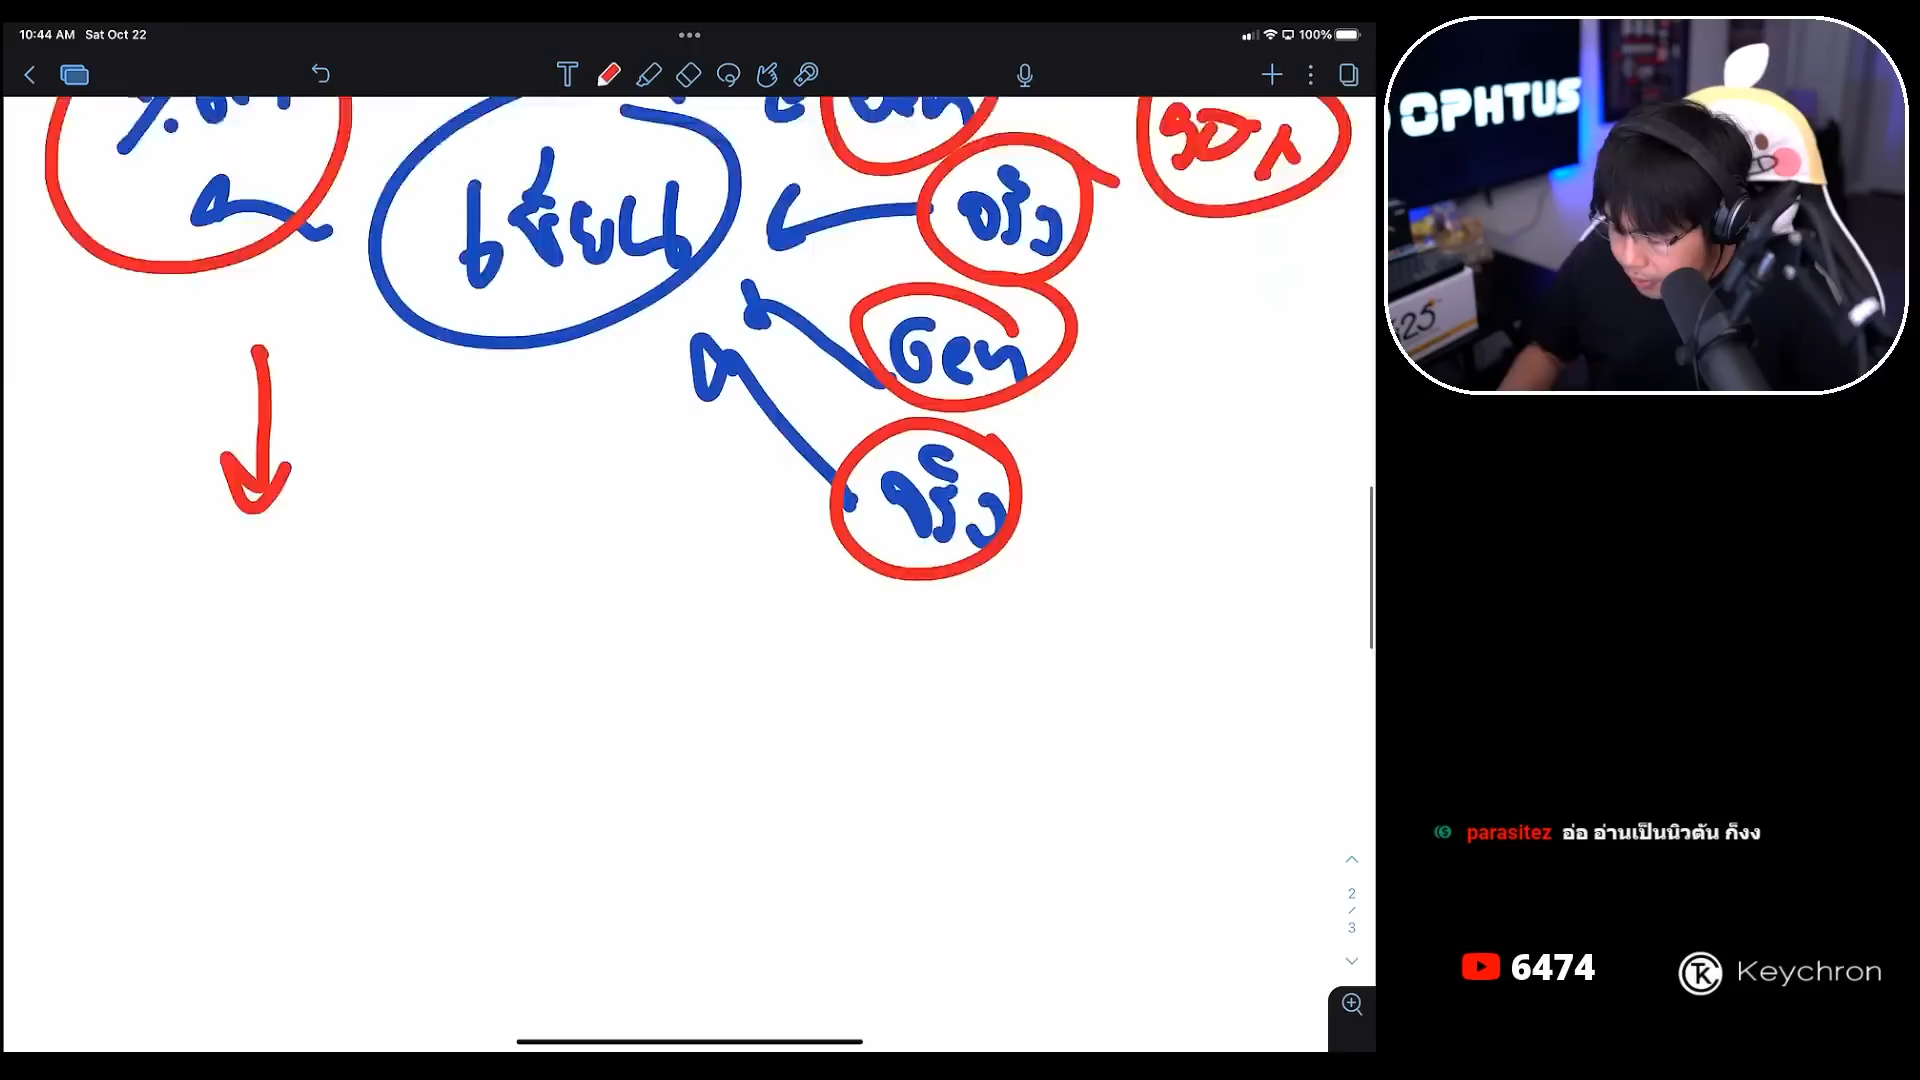 10:44 AM Sat Oct 22
100%
OPHTUS
เขียน
จริง
Gen
จริง
25
parasitez อ๋อ อ่านเป็นนิวตัน ก็งง
2
/
3
6474
Keychron